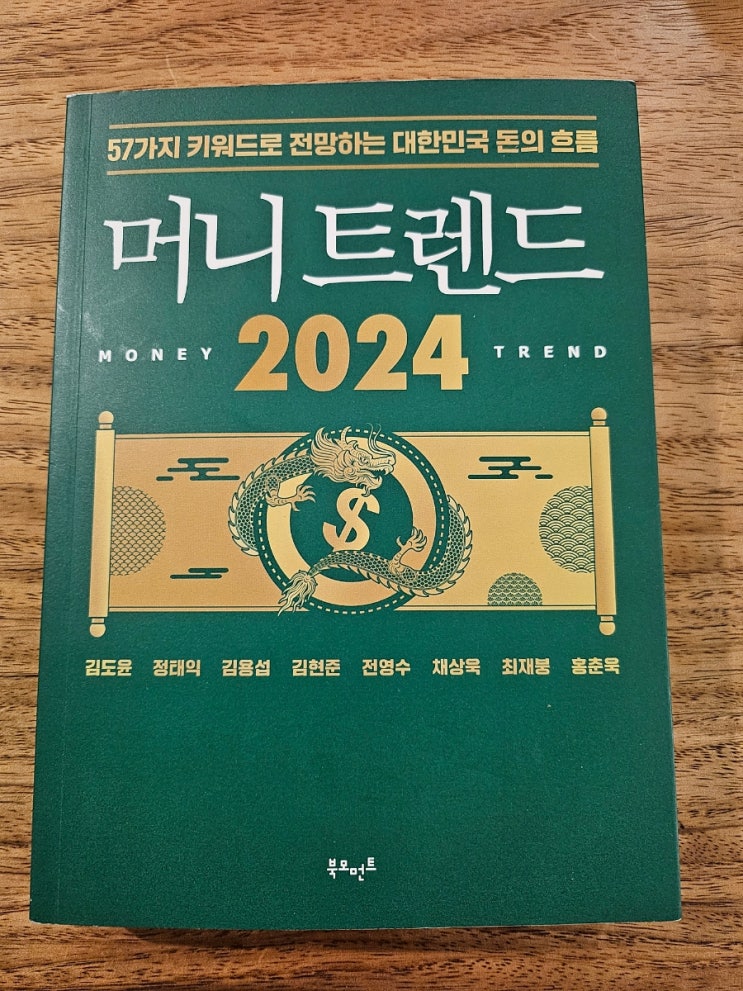 57가지 키워드로 전망하는 대한민국 돈의 흐름
머니 트렌드
MONEY 2024 TREND
$
김도윤 정태익 김용섭 김현준 전영수 채상욱 최재붕 홍춘욱
북모먼트